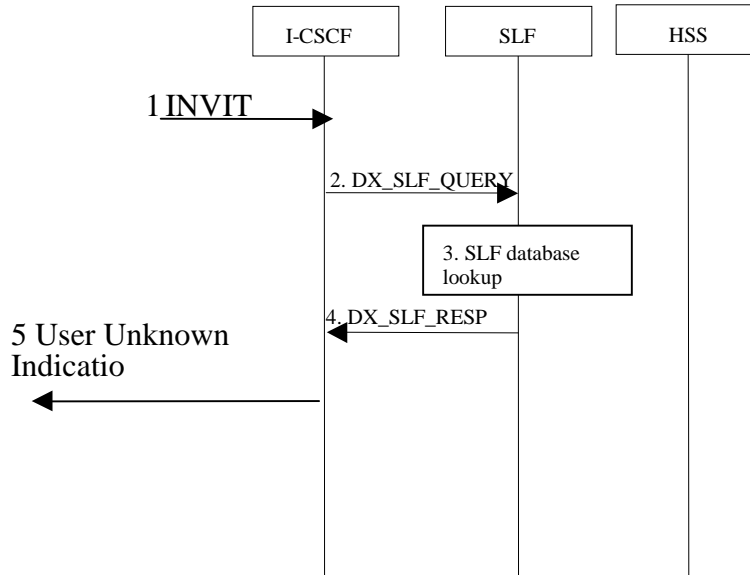 I-CSCF
SLF
HSS
1 INVIT
2. DX_SLF_QUERY
3. SLF database
lookup
4. DX_SLF_RESP
5 User Unknown
Indicatio